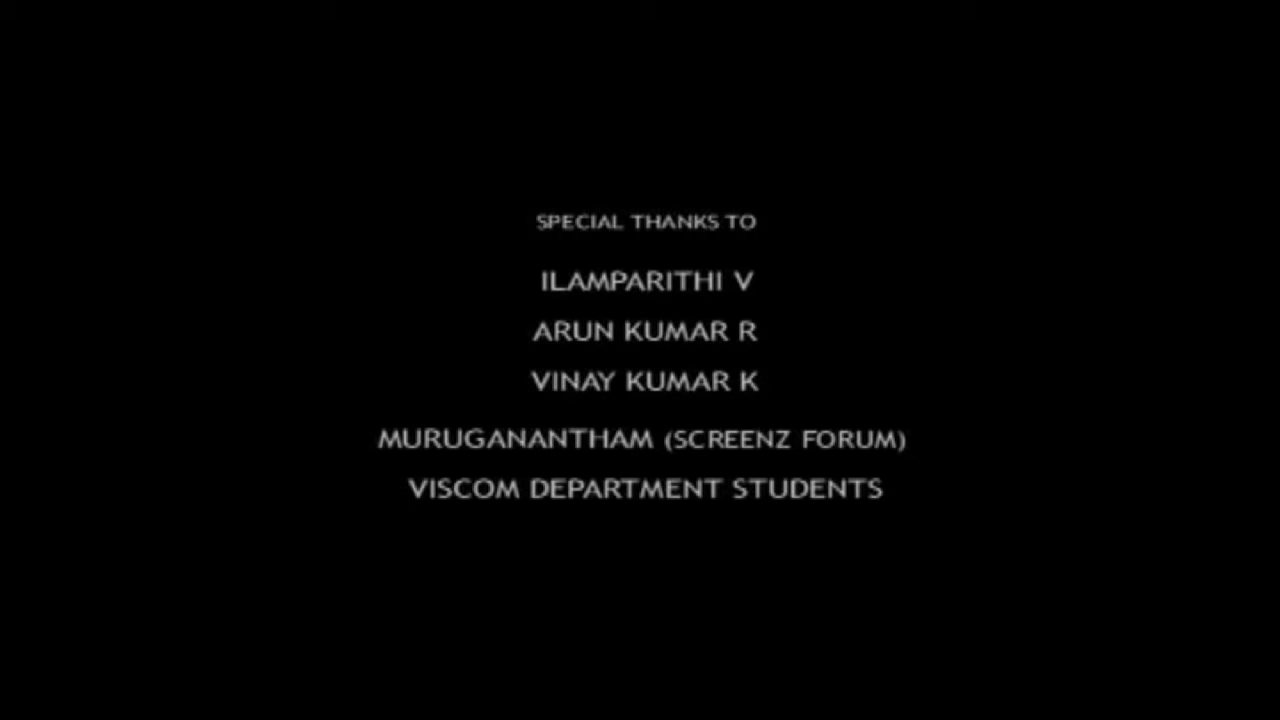 SPECIAL THANKS TO
ILAMPARITHI V
ARUN KUMAR R
VINAY KUMAR K
MURUGANANTHAM (SCREENZ FORUM)
VISCOM DEPARTMENT STUDENTS